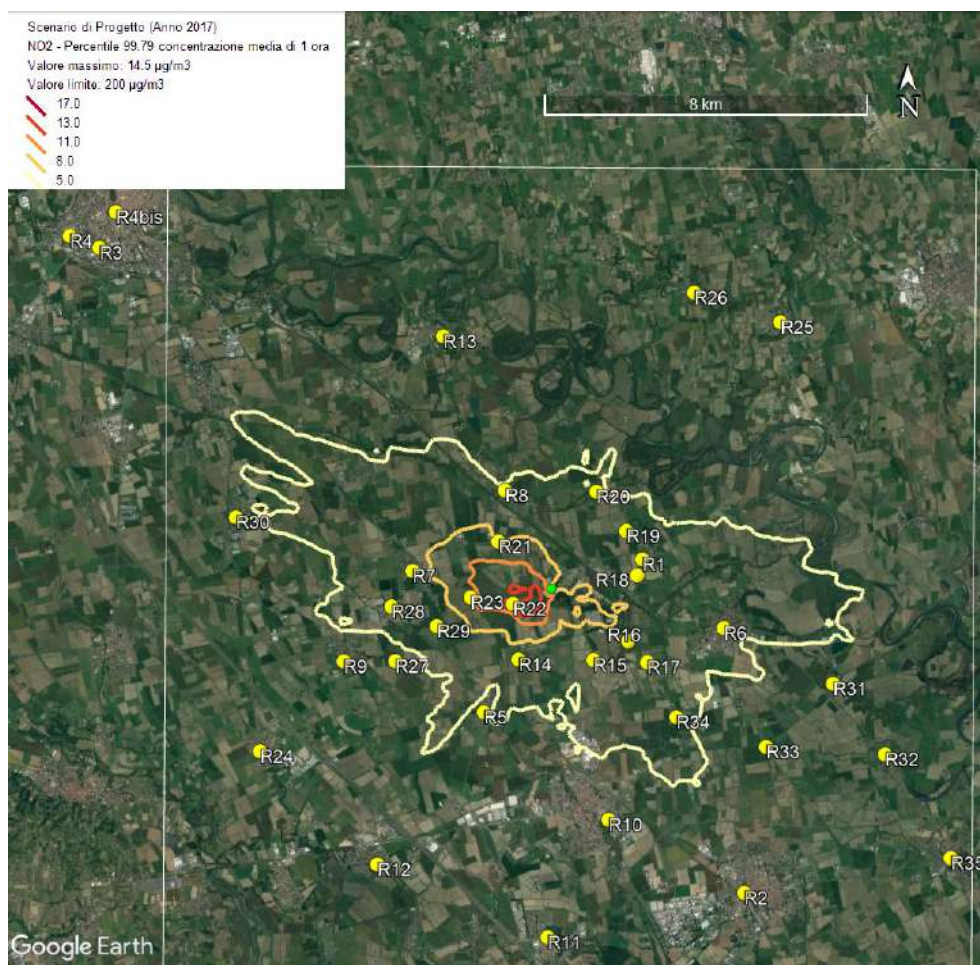 Scenario di Progetto (Anno 2017)
NO2 - Percentile 99.79 concentrazione media di 1 ora
Valore massimo: 14.5 µg/m3
Valore limite: 200 µg/m3
17.0
13.0
11.0
8.0
5.0
8 km
N
R4bis
R4
R3
R26
R25
R13
R8
R20
R30
R19
R21
R1
R7
R18
R23
R22
R28
R29
R16
R6
R9
R27
R14
R15
R17
R31
R5
R34
R24
R33
R32
R10
R12
R35
R2
R11
Google Earth